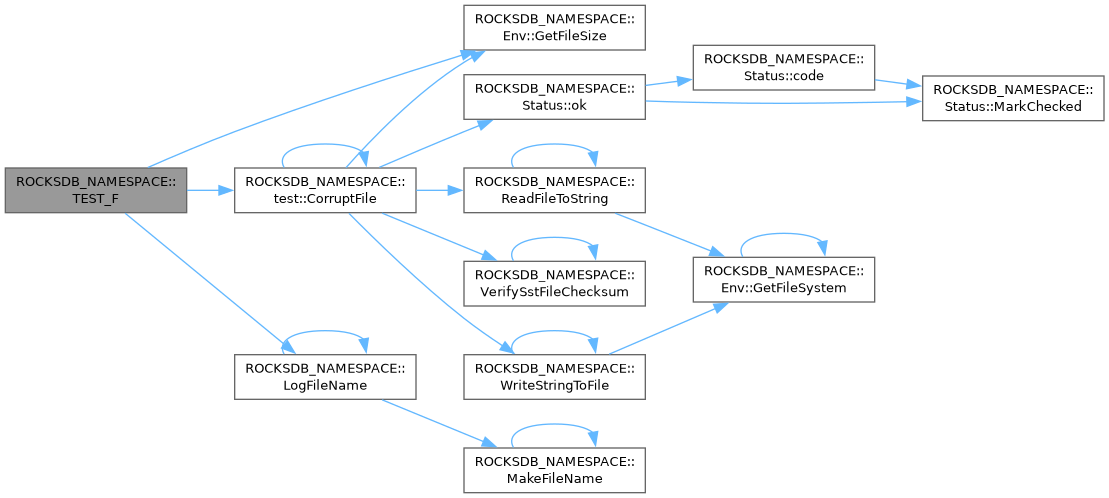 ROCKSDB_NAMESPACE::
TEST_F
ROCKSDB_NAMESPACE::
Env::GetFileSize
ROCKSDB_NAMESPACE::
test::CorruptFile
ROCKSDB_NAMESPACE::
Status::ok
ROCKSDB_NAMESPACE::
Status::code
ROCKSDB_NAMESPACE::
Status::MarkChecked
ROCKSDB_NAMESPACE::
ReadFileToString
ROCKSDB_NAMESPACE::
Env::GetFileSystem
ROCKSDB_NAMESPACE::
VerifySstFileChecksum
ROCKSDB_NAMESPACE::
WriteStringToFile
ROCKSDB_NAMESPACE::
LogFileName
ROCKSDB_NAMESPACE::
MakeFileName